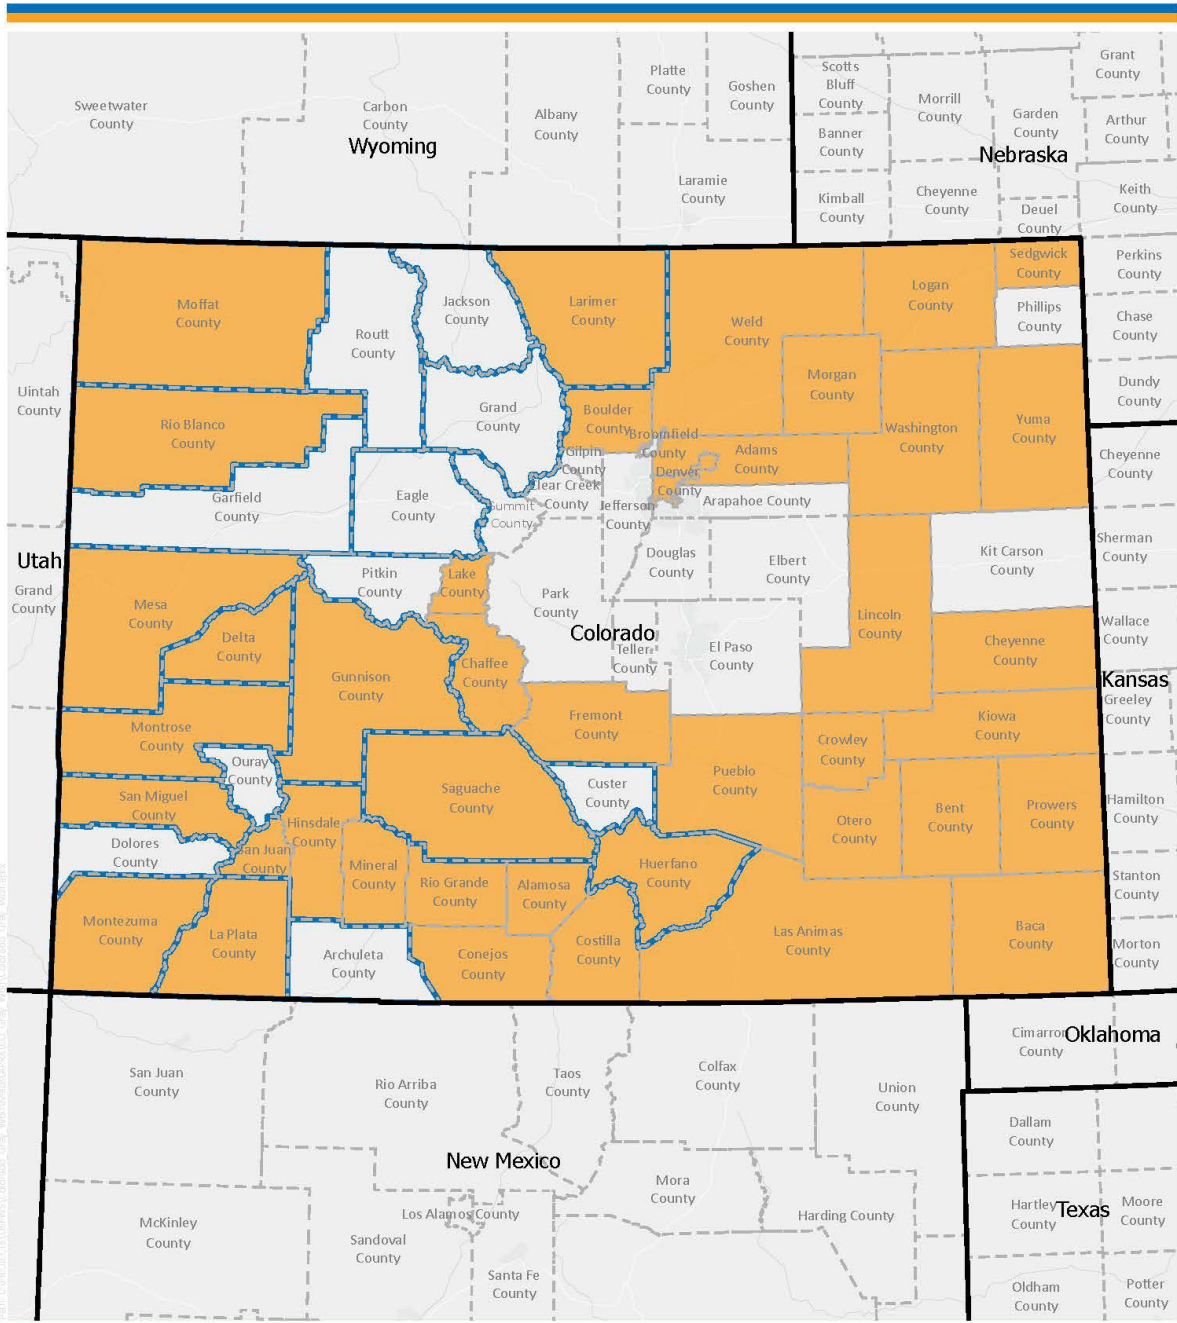 Sweetwater
County
Carbon
County
Wyoming
Albany
County
Platte
County
Goshen
County
Laramie
County
Scotts
Bluff
County
Banner
County
Kimball
County
Morrill
County
Cheyenne
County
Garden
County
Nebraska
Deuel
County
Grant
County
Arthur
County
Keith
County
Perkins
County
Chase
County
Dundy
County
Cheyenne
County
Sherman
County
Wallace
County
Kansas
Greeley
County
Hamilton
County
Stanton
County
Morton
County
Uintah
County
Utah
Grand
County
Moffat
County
Routt
County
Jackson
County
Larimer
County
Weld
County
Logan
County
Sedgwick
County
Phillips
County
Rio Blanco
County
Grand
County
Boulder
County
Broomfield
County
Morgan
County
Washington
County
Yuma
County
Garfield
County
Eagle
County
Summit
County
Gilpin
County
Clear Creek
County
Jefferson
County
Denver
County
Adams
County
Arapahoe County
Mesa
County
Pitkin
County
Lake
County
Park
County
Douglas
County
Elbert
County
Kit Carson
County
Colorado
Delta
County
Gunnison
County
Chaffee
County
Teller
County
El Paso
County
Lincoln
County
Cheyenne
County
Montrose
County
Ouray
County
Fremont
County
Pueblo
County
Crowley
County
Kiowa
County
San Miguel
County
Hinsdale
County
Saguache
County
Custer
County
Otero
County
Bent
County
Prowers
County
Dolores
County
San Juan
County
Mineral
County
Rio Grande
County
Alamosa
County
Huerfano
County
Montezuma
County
La Plata
County
Archuleta
County
Conejos
County
Costilla
County
Las Animas
County
Baca
County
San Juan
County
Rio Arriba
County
Taos
County
Colfax
County
Union
County
Cimarron
County
Oklahoma
New Mexico
Mora
County
Harding County
McKinley
County
Los Alamos County
Sandoval
County
Santa Fe
County
Dallam
County
Hartley
County
Texas
Moore
County
Oldham
County
Potter
County